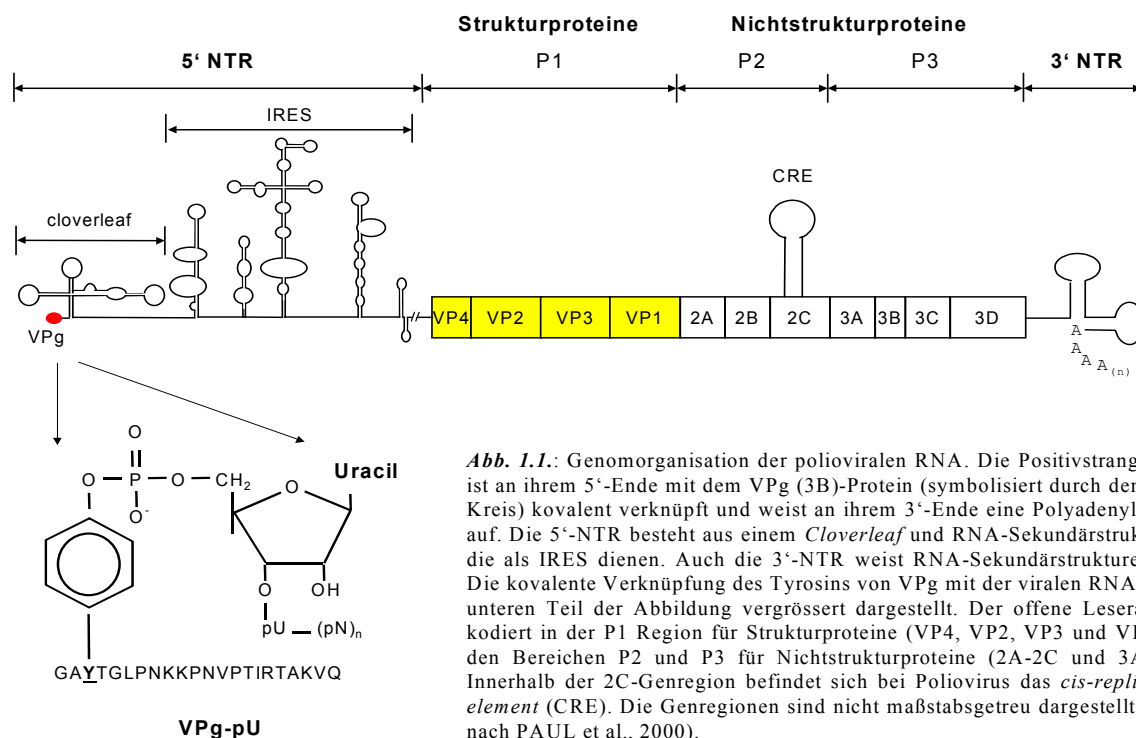 Strukturproteine Nichtstrukturproteine
5‘ NTR P1 P2 P3 3‘ NTR
IRES
CRE
cloverleaf
VPg
VP4 VP2 VP3 VP1 2A 2B 2C 3A 3B 3C 3D
A
A
A A (n)
O
O P O CH2 Uracil
O- O
O OH
pU (pN)n
GAYTGLPNKKPNVPTIRTAKVQ
VPg-pU
Abb. 1.1.: Genomorganisation der polioviralen RNA. Die Positivstrang
ist an ihrem 5‘-Ende mit dem VPg (3B)-Protein (symbolisiert durch
Kreis) kovalent verknüpft und weist an ihrem 3‘-Ende eine Polyadenyl
auf. Die 5‘-NTR besteht aus einem Cloverleaf und RNA-Sekundärstruk
die als IRES dienen. Auch die 3‘-NTR weist RNA-Sekundärstrukture
Die kovalente Verknüpfung des Tyrosins von VPg mit der viralen RNA
unteren Teil der Abbildung vergrössert dargestellt. Der offene Lesera
kodiert in der P1 Region für Strukturproteine (VP4, VP2, VP3 und
den Bereichen P2 und P3 für Nichtstrukturproteine (2A-2C und 3A
Innerhalb der 2C-Genregion befindet sich bei Poliovirus das cis-repli
element (CRE). Die Genregionen sind nicht maßstabsgetreu dargestellt
nach PAUL et al., 2000).